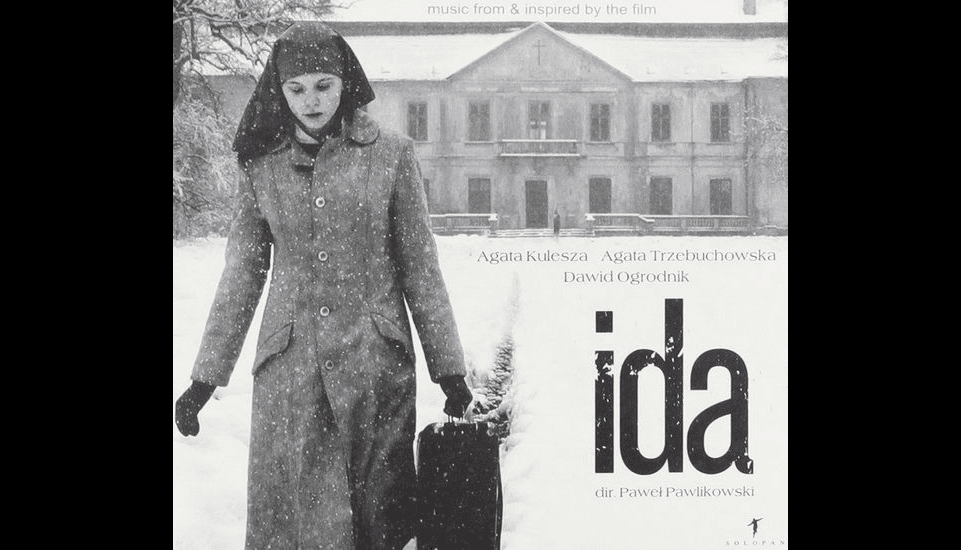 music from & inspired by the film
Agata Kulesza Agata Trzebuchowska
Dawid Ogrodnik
ida
dir. Paweł Pawlikowski
SOLOPAN